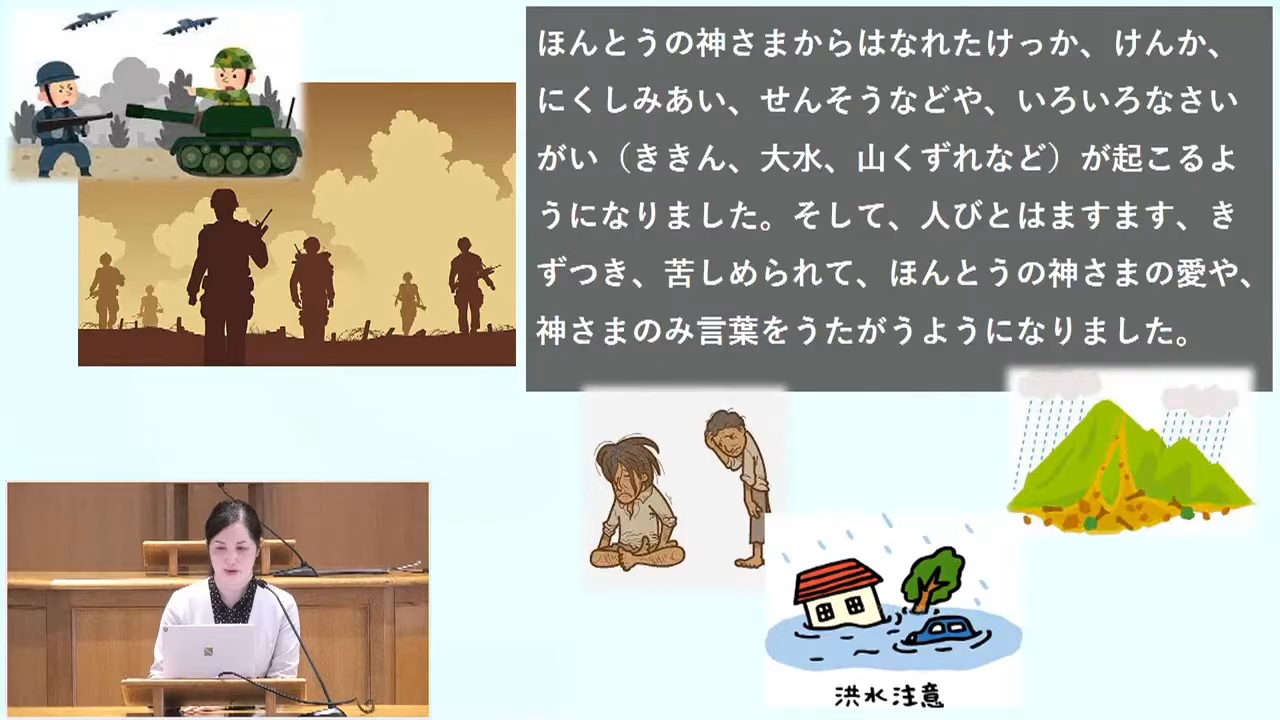 ほんとうの神さまからはなれたけっか、けんか、
にくしみあい、せんそうなどや、いろいろなさい
がい（ききん、大水、山くずれなど）が起こるよ
うになりました。そして、人びとはますます、き
ずつき、苦しめられて、ほんとうの神さまの愛や、
神さまのみ言葉をうたがうようになりました。
洪水注意